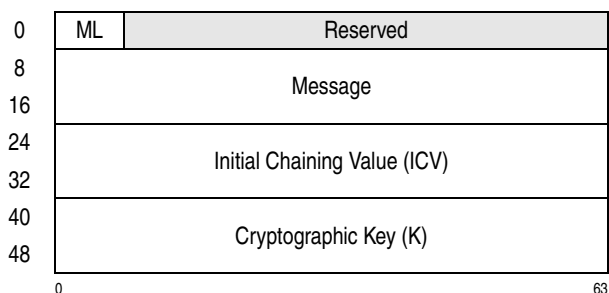 0 ML Reserved
8
Message
16
24
Initial Chaining Value (ICV)
32
40
Cryptographic Key (K)
48
0 63